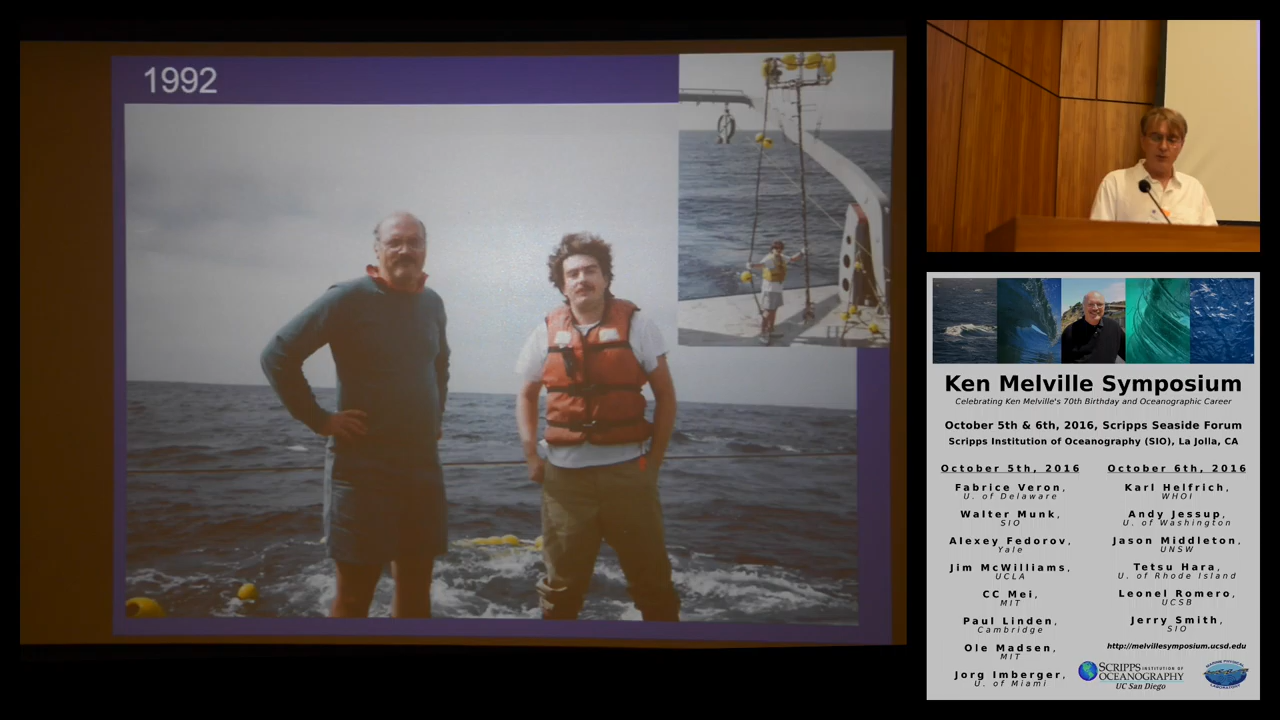 1992
Ken Melville Symposium
Celebrating Ken Melville's 70th Birthday and Oceanographic Career
October 5th & 6th, 2016, Scripps Seaside Forum
Scripps Institution of Oceanography (SIO), La Jolla, CA
October 5th, 2016
Fabrice Veron,
U. of Delaware
Walter Munk,
SIO
Alexey Fedorov,
Yale
Jim McWilliams,
UCLA
CC Mei,
MIT
Paul Linden,
Cambridge
Ole Madsen,
MIT
Jorg Imberger,
U. of Miami
October 6th, 2016
Karl Helfrich,
WHOI
Andy Jessup,
U. of Washington
Jason Middleton,
UNSW
Tetsu Hara,
U. of Rhode Island
Leonel Romero,
UCSB
Jerry Smith,
SIO
http://melvillesymposium.ucsd.edu
SCRIPPS INSTITUTION OF
OCEANOGRAPHY
UC San Diego
MARINE PHYSICAL
LABORATORY